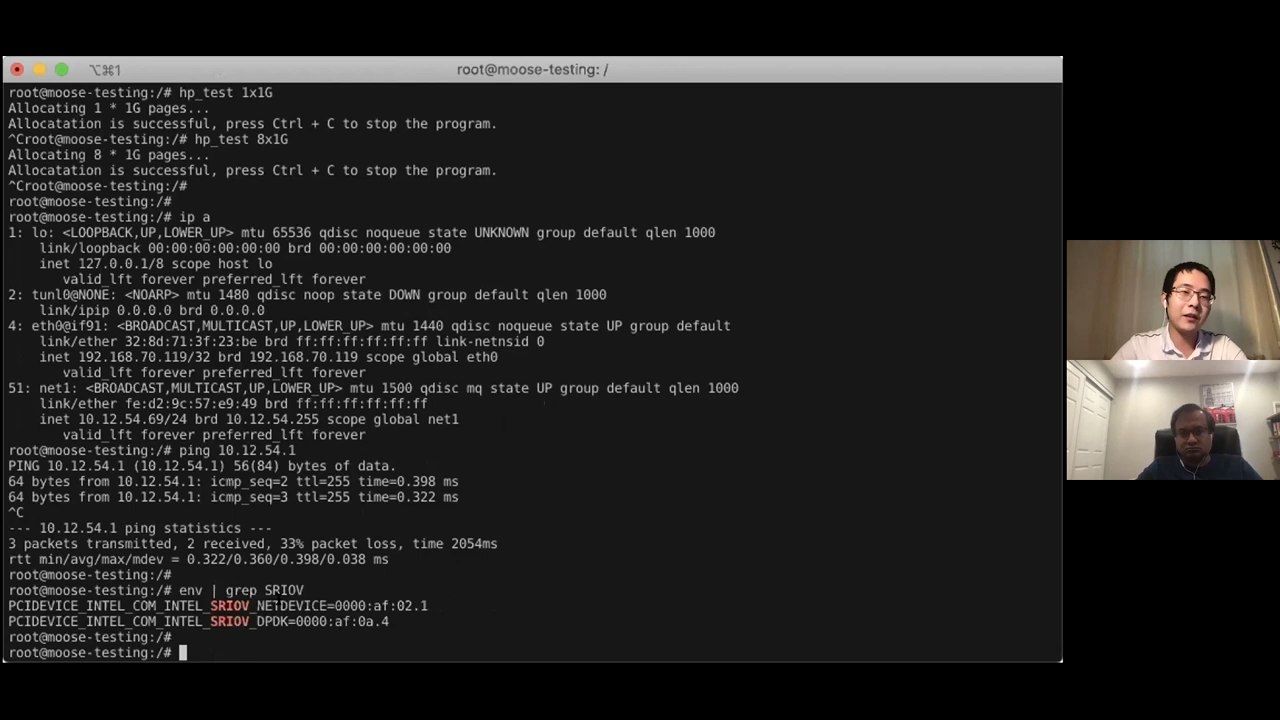 ⌥⌘1
root@moose-testing: /
root@moose-testing:/# hp_test 1x1G
Allocating 1 * 1G pages...
Allocatation is successful, press Ctrl + C to stop the program.
^Croot@moose-testing:/# hp_test 8x1G
Allocating 8 * 1G pages...
Allocatation is successful, press Ctrl + C to stop the program.
^Croot@moose-testing:/#
root@moose-testing:/#
root@moose-testing:/# ip a
1: lo: <LOOPBACK,UP,LOWER_UP> mtu 65536 qdisc noqueue state UNKNOWN group default qlen 1000
link/loopback 00:00:00:00:00:00 brd 00:00:00:00:00:00
inet 127.0.0.1/8 scope host lo
valid_lft forever preferred_lft forever
2: tunl0@NONE: <NOARP> mtu 1480 qdisc noop state DOWN group default qlen 1000
link/ipip 0.0.0.0 brd 0.0.0.0
4: eth0@if91: <BROADCAST,MULTICAST,UP,LOWER_UP> mtu 1440 qdisc noqueue state UP group default
link/ether 32:8d:71:3f:23:be brd ff:ff:ff:ff:ff:ff link-netnsid 0
inet 192.168.70.119/32 brd 192.168.70.119 scope global eth0
valid_lft forever preferred_lft forever
51: net1: <BROADCAST,MULTICAST,UP,LOWER_UP> mtu 1500 qdisc mq state UP group default qlen 1000
link/ether fe:d2:9c:57:e9:49 brd ff:ff:ff:ff:ff:ff
inet 10.12.54.69/24 brd 10.12.54.255 scope global net1
valid_lft forever preferred_lft forever
root@moose-testing:/# ping 10.12.54.1
PING 10.12.54.1 (10.12.54.1) 56(84) bytes of data.
64 bytes from 10.12.54.1: icmp_seq=2 ttl=255 time=0.398 ms
64 bytes from 10.12.54.1: icmp_seq=3 ttl=255 time=0.322 ms
^C
--- 10.12.54.1 ping statistics ---
3 packets transmitted, 2 received, 33% packet loss, time 2054ms
rtt min/avg/max/mdev = 0.322/0.360/0.398/0.038 ms
root@moose-testing:/#
root@moose-testing:/# env | grep SRIOV
PCIDEVICE_INTEL_COM_INTEL_SRIOV_NETDEVICE=0000:af:02.1
PCIDEVICE_INTEL_COM_INTEL_SRIOV_DPDK=0000:af:0a.4
root@moose-testing:/#
root@moose-testing:/#